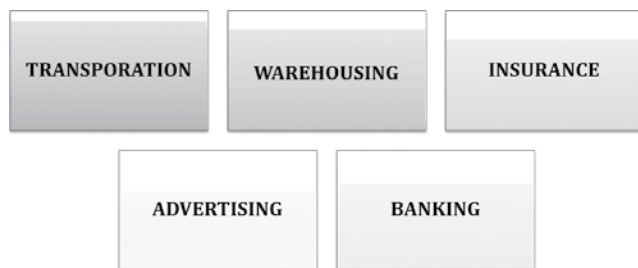 TRANSPORATION
WAREHOUSING
INSURANCE
ADVERTISING
BANKING